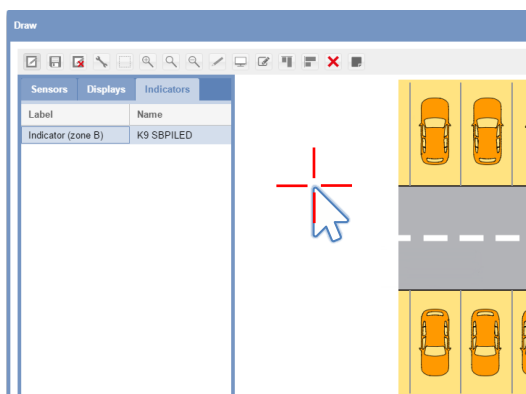 Draw
Sensors Displays Indicators
Label Name
Indicator (zone B) K9 SBPILED